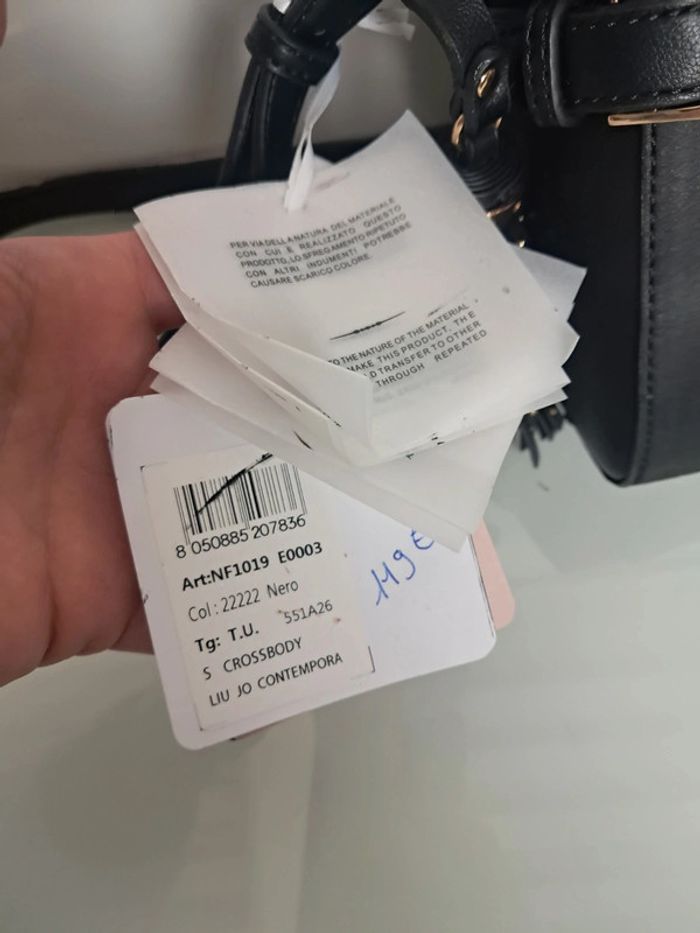 PER VIA DELLA NATURA DEL MATERIALE
CON CUI E REALIZZATO QUESTO
PRODOTTO, LO SFREGAMENTO RIPETUTO
CON ALTRI INDUMENTI POTREBBE
CAUSARE SCARICO COLORE.
TO THE NATURE OF THE MATERIAL
MAKE THIS PRODUCT, THE
TRANSFER TO OTHER
THROUGH REPEATED
8 050885 207836
Art:NF1019 E0003
Col:22222 Nero
Tg: T.U. 551A26
S CROSSBODY
LIU JO CONTEMPORA
119 €